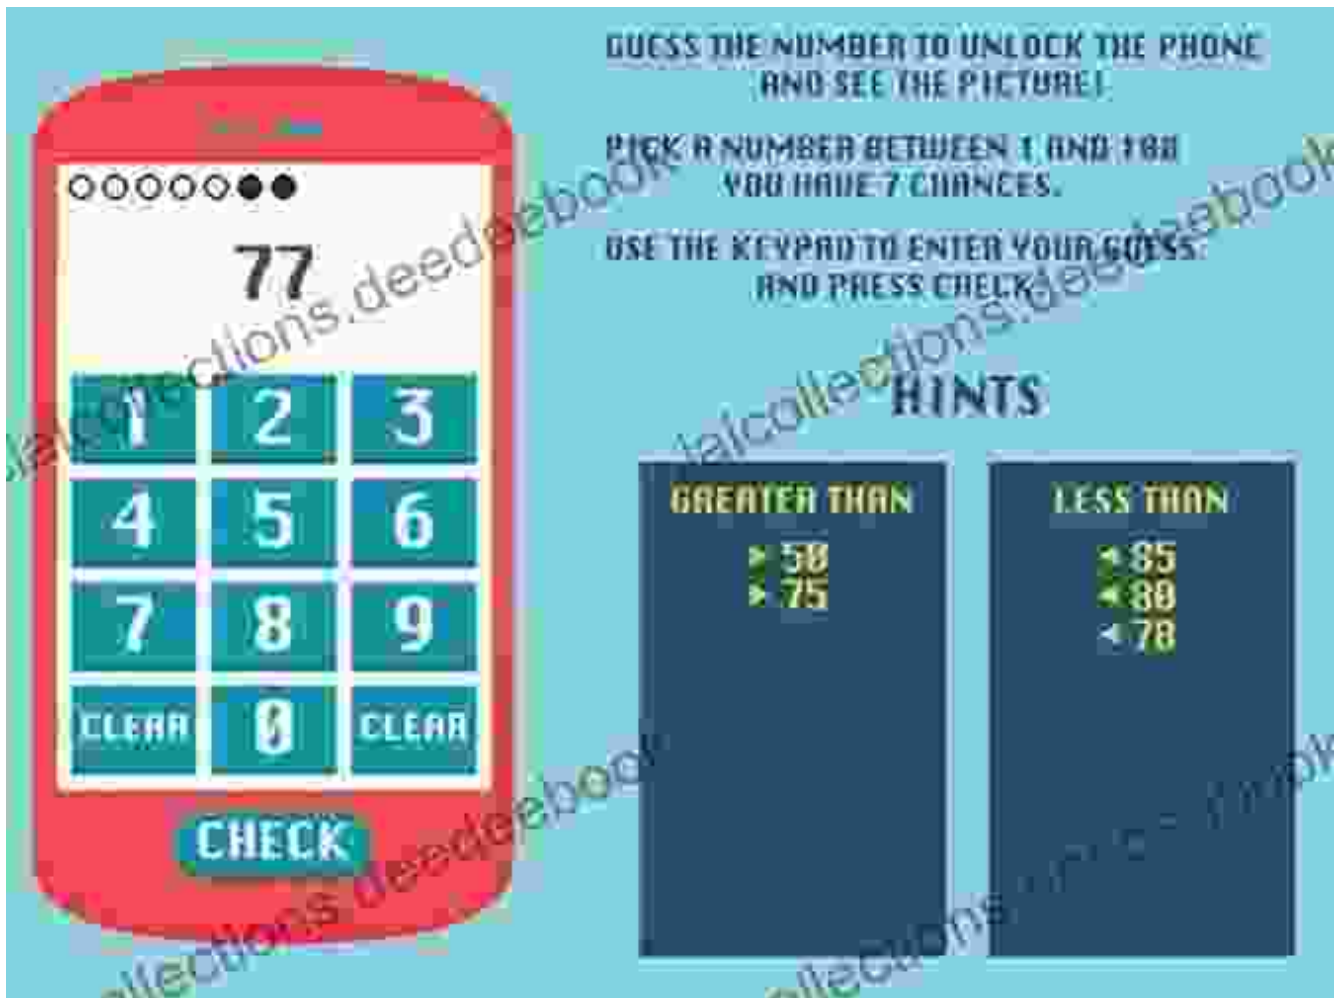 GUESS THE NUMBER TO UNLOCK THE PHONE
AND SEE THE PICTURE!
PICK A NUMBER BETWEEN 1 AND 100
YOU HAVE 7 CHANCES.
USE THE KEYPAD TO ENTER YOUR GUESS
AND PRESS CHECK.
77
1 2 3
4 5 6
7 8 9
CLEAR 0 CLEAR
CHECK
HINTS
GREATER THAN
> 50
> 75
LESS THAN
< 85
< 80
< 78